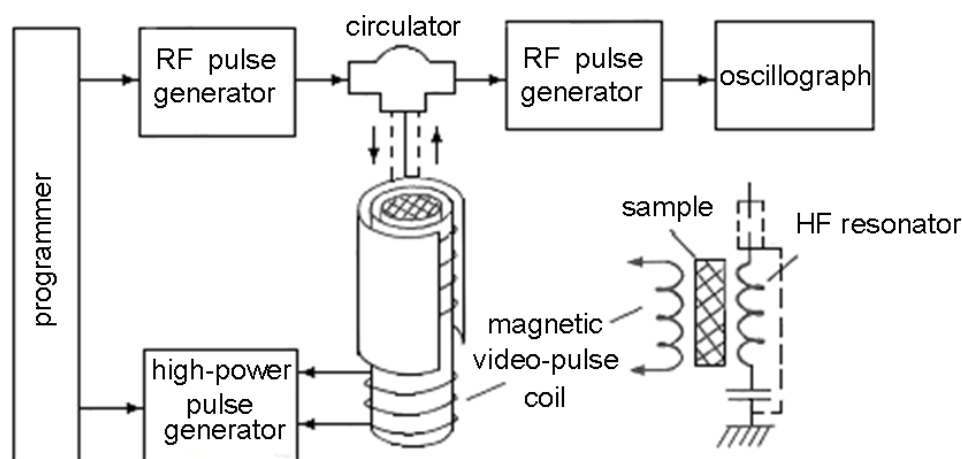 circulator
RF pulse
generator
RF pulse
generator
oscillograph
programmer
sample
HF resonator
magnetic
video-pulse
coil
high-power
pulse
generator